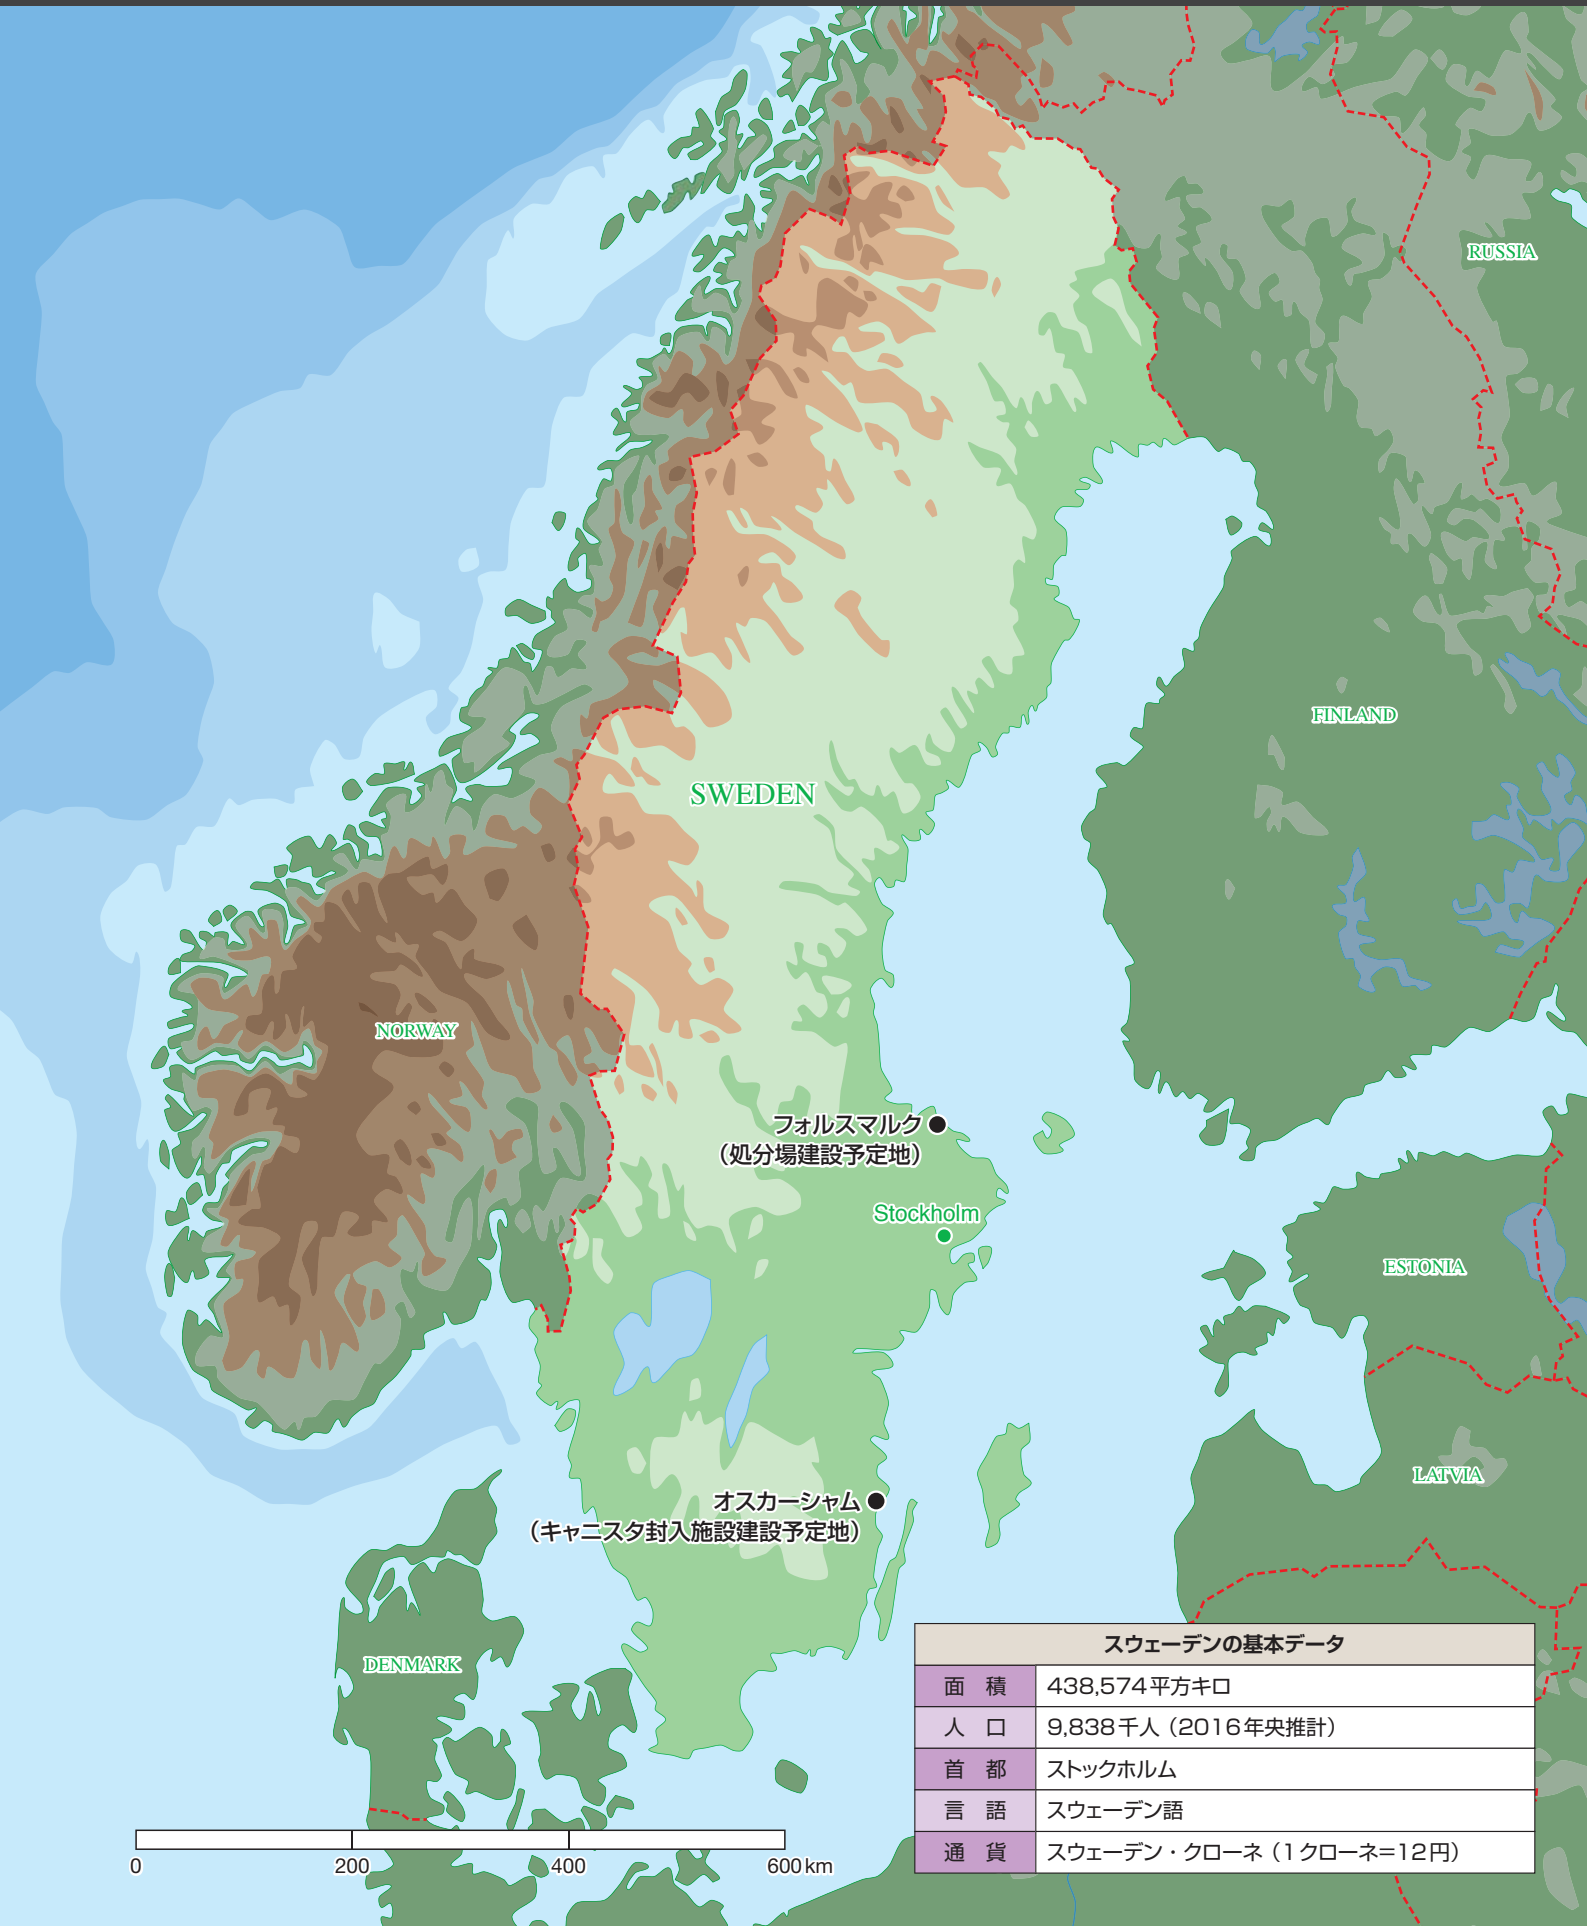 RUSSIA
FINLAND
SWEDEN
NORWAY
フォルスマルク
（処分場建設予定地）
Stockholm
ESTONIA
LATVIA
オスカーシャム
（キャニスタ封入施設建設予定地）
DENMARK
スウェーデンの基本データ
面　積 438,574平方キロ
人　口 9,838千人（2016年央推計）
首　都 ストックホルム
言　語 スウェーデン語
通　貨 スウェーデン・クローネ（1クローネ=12円）
0 200 400 600km